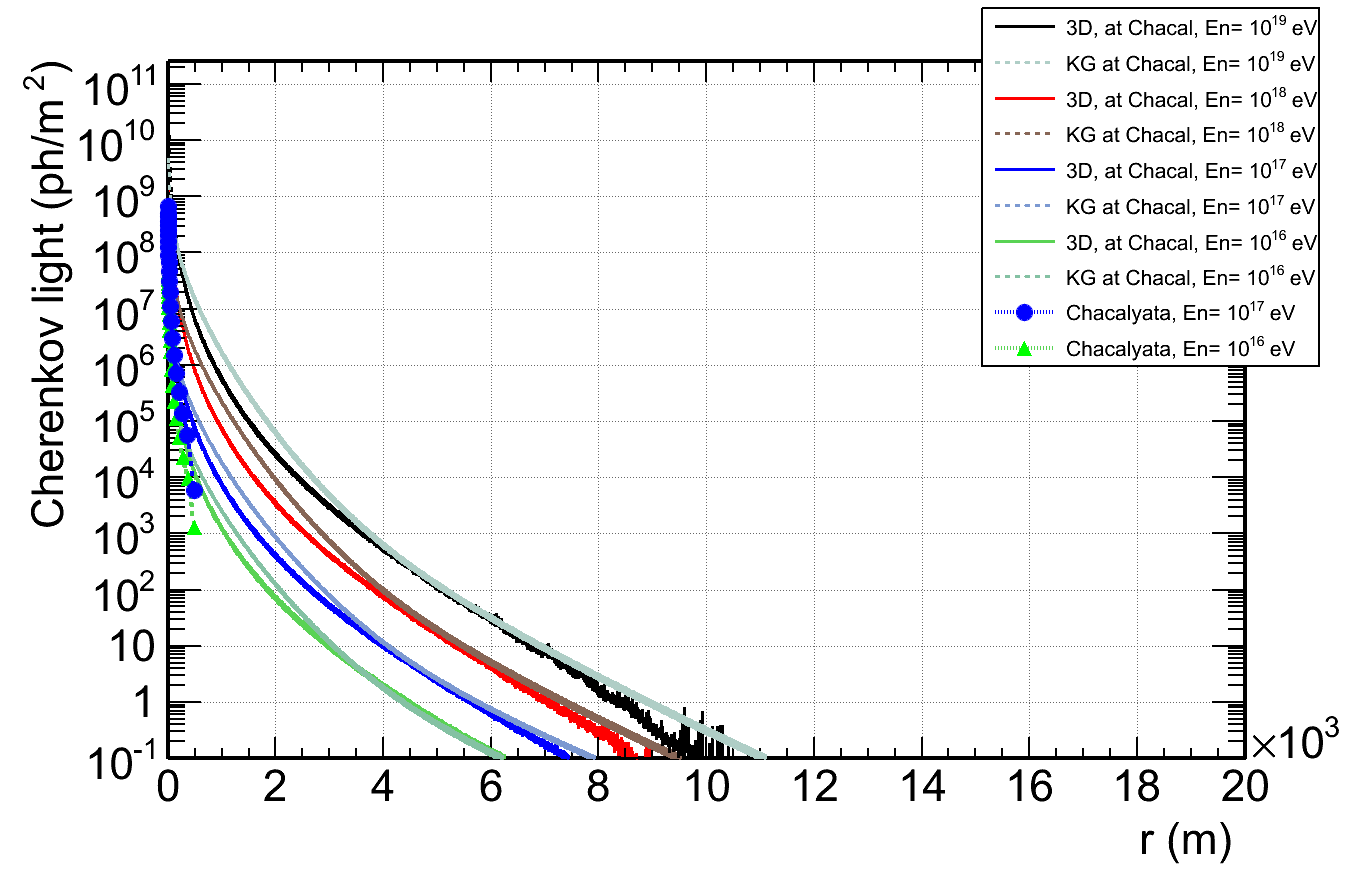 3D, at Chacal, En= 10^19 eV
KG at Chacal, En= 10^19 eV
3D, at Chacal, En= 10^18 eV
KG at Chacal, En= 10^18 eV
3D, at Chacal, En= 10^17 eV
KG at Chacal, En= 10^17 eV
3D, at Chacal, En= 10^16 eV
KG at Chacal, En= 10^16 eV
Chacalyata, En= 10^17 eV
Chacalyata, En= 10^16 eV
Cherenkov light (ph/m^2)
10^11
10^10
10^9
10^8
10^7
10^6
10^5
10^4
10^3
10^2
10
1
10^-1
0 2 4 6 8 10 12 14 16 18 20
×10^3
r (m)